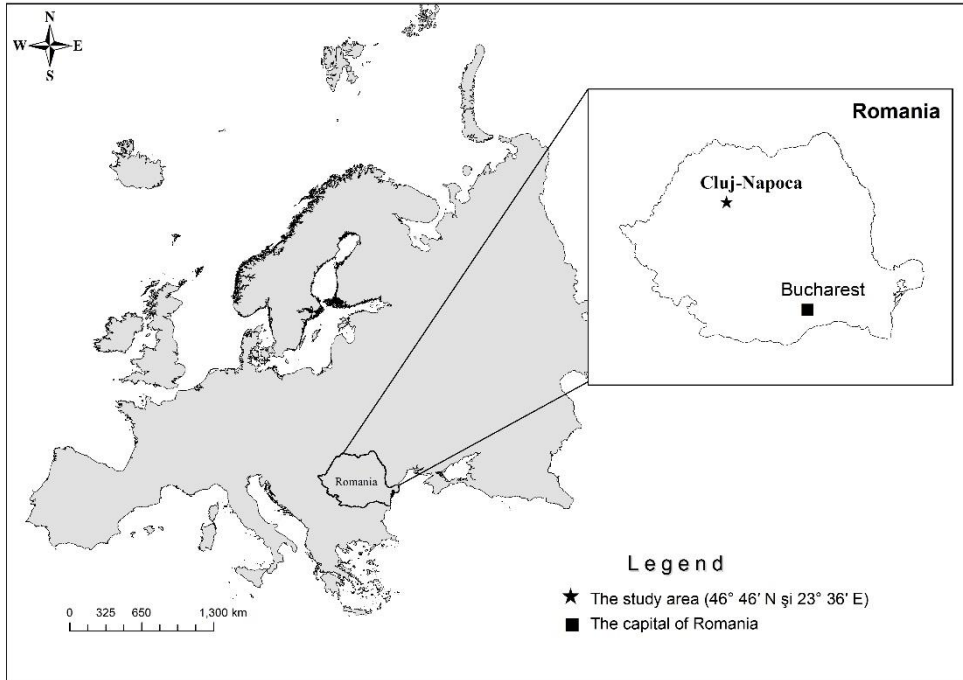 N
W E
S
Romania
Cluj-Napoca
Bucharest
Romania
Legend
The study area (46° 46' N şi 23° 36' E)
The capital of Romania
0 325 650 1,300 km